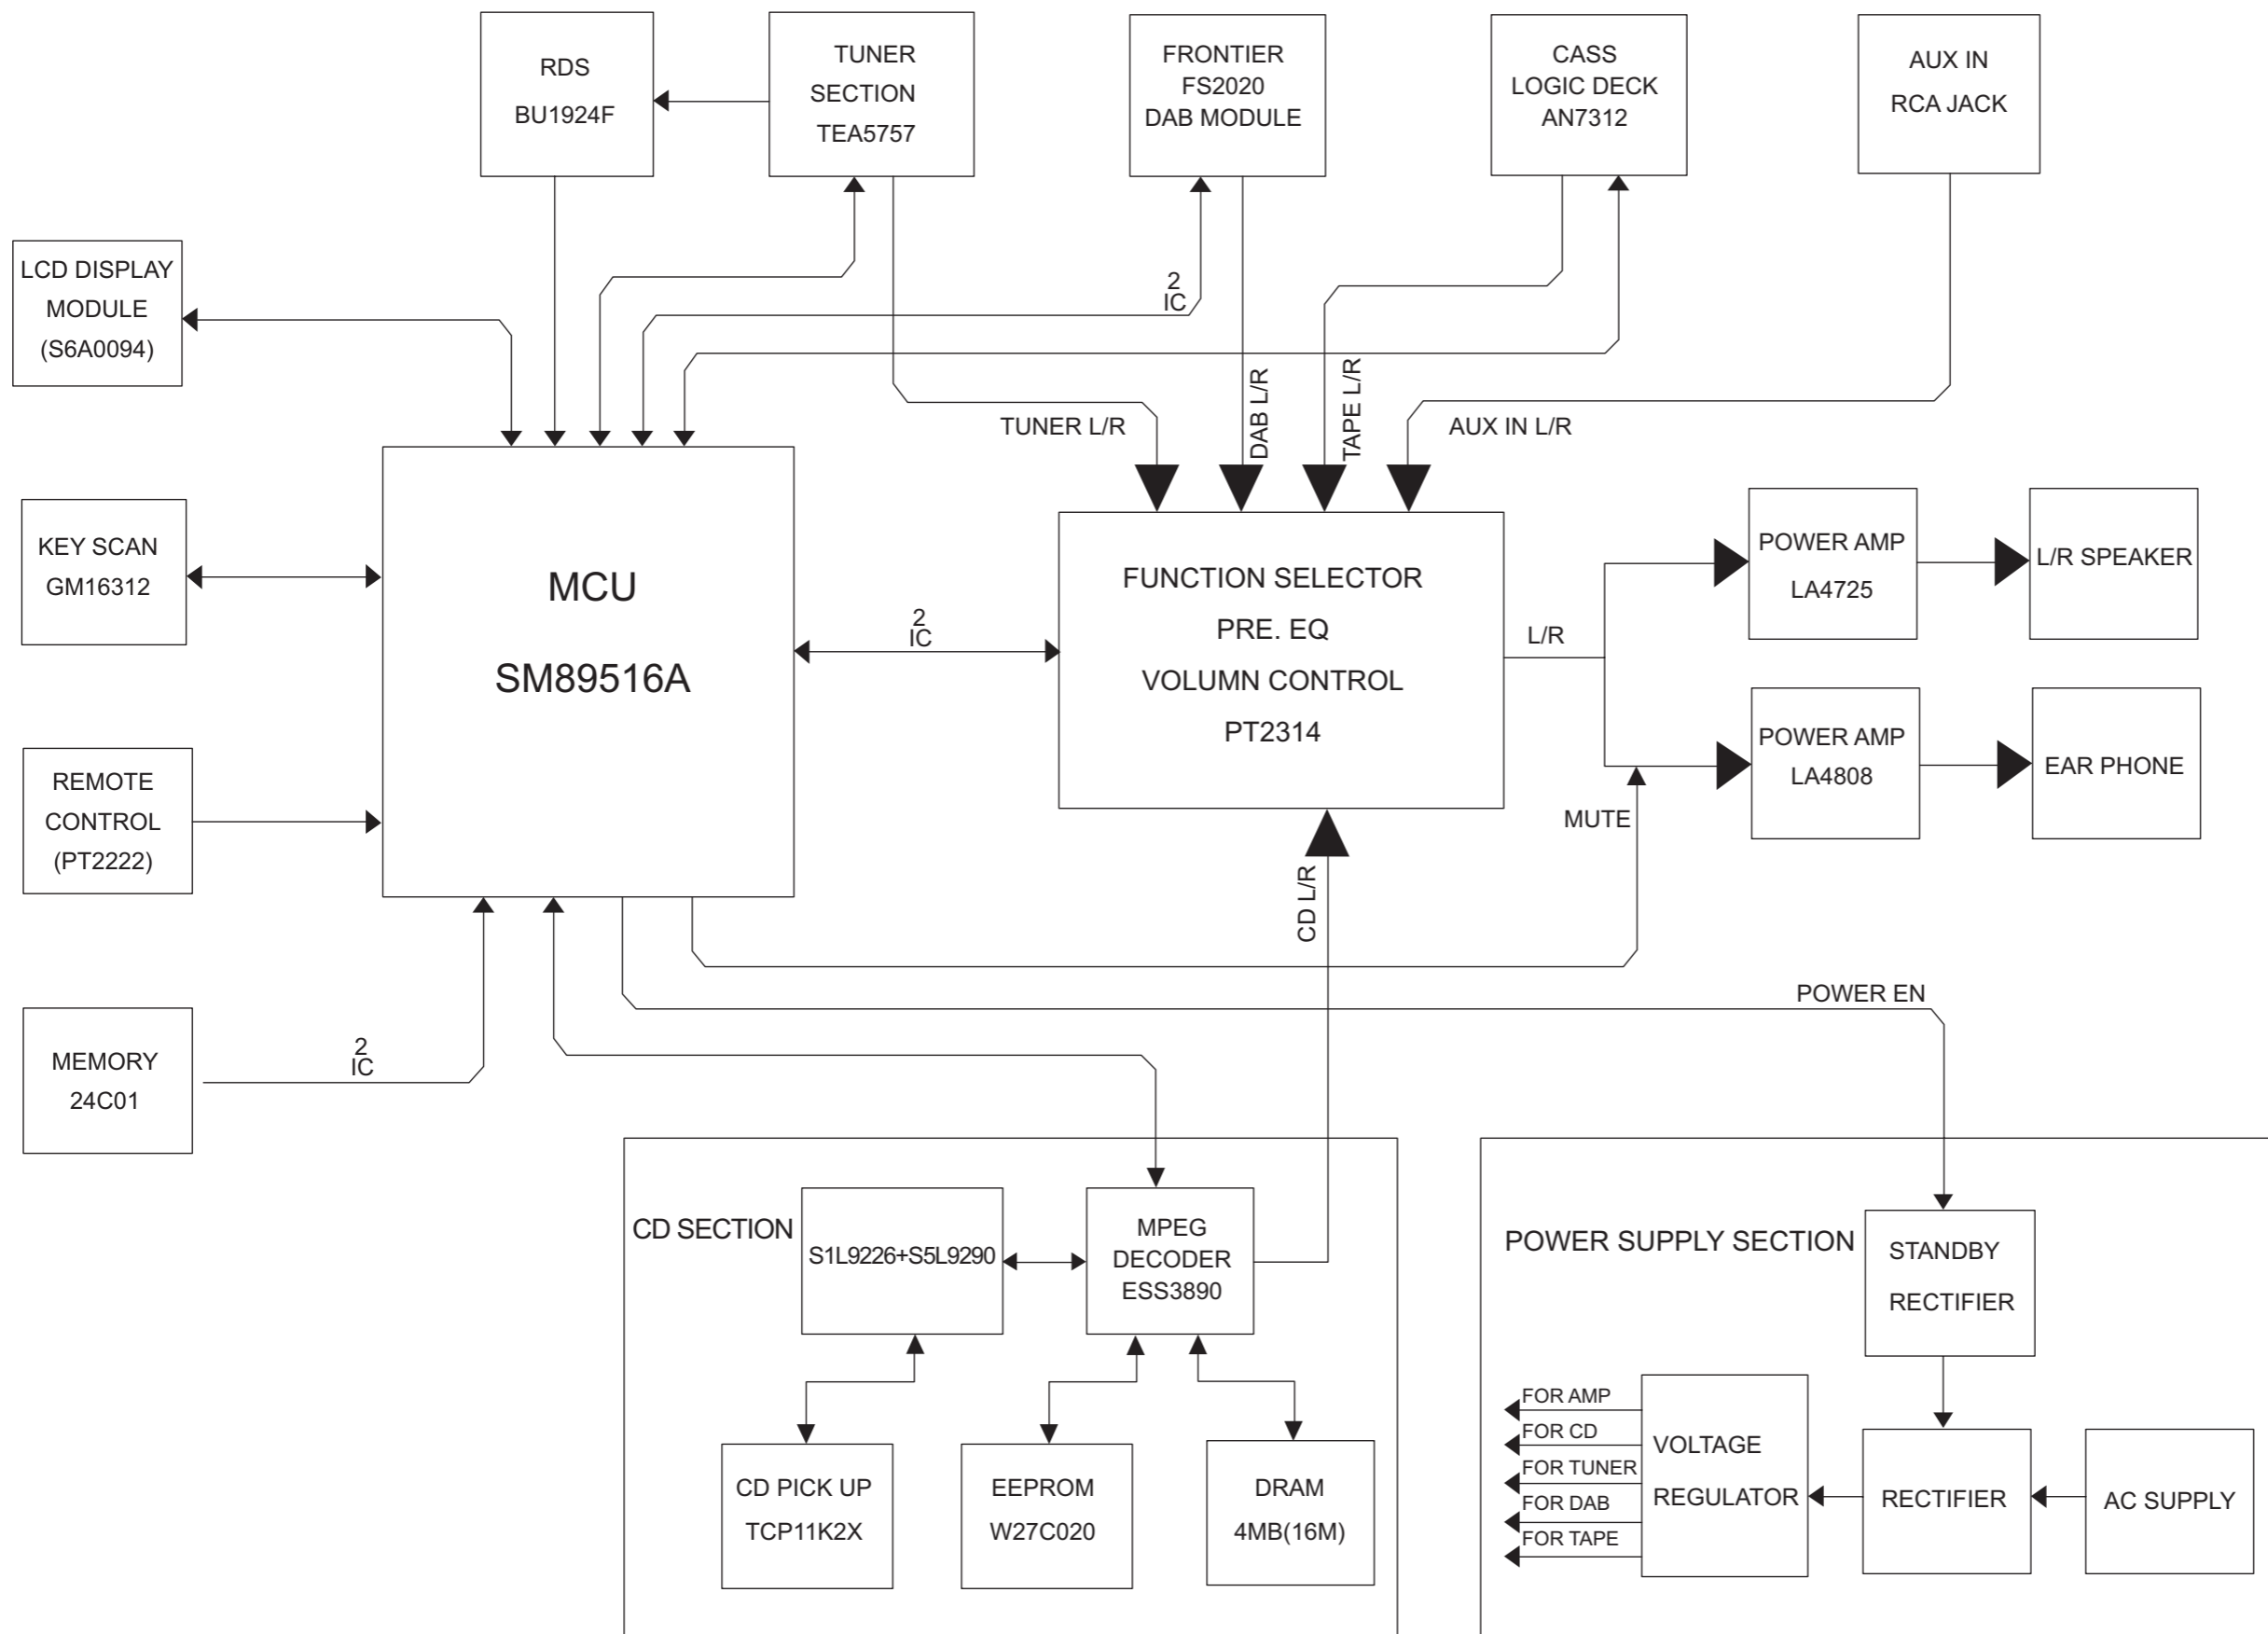 RDS
BU1924F
TUNER
SECTION
TEA5757
FRONTIER
FS2020
DAB MODULE
CASS
LOGIC DECK
AN7312
AUX IN
RCA JACK
LCD DISPLAY
MODULE
(S6A0094)
2
IC
TUNER L/R
DAB L/R
TAPE L/R
AUX IN L/R
KEY SCAN
GM16312
MCU
SM89516A
2
IC
FUNCTION SELECTOR
PRE. EQ
VOLUMN CONTROL
PT2314
L/R
POWER AMP
LA4725
L/R SPEAKER
POWER AMP
LA4808
EAR PHONE
MUTE
REMOTE
CONTROL
(PT2222)
CD L/R
POWER EN
MEMORY
24C01
2
IC
CD SECTION
S1L9226+S5L9290
MPEG
DECODER
ESS3890
CD PICK UP
TCP11K2X
EEPROM
W27C020
DRAM
4MB(16M)
POWER SUPPLY SECTION
STANDBY
RECTIFIER
FOR AMP
FOR CD
FOR TUNER
FOR DAB
FOR TAPE
VOLTAGE
REGULATOR
RECTIFIER
AC SUPPLY